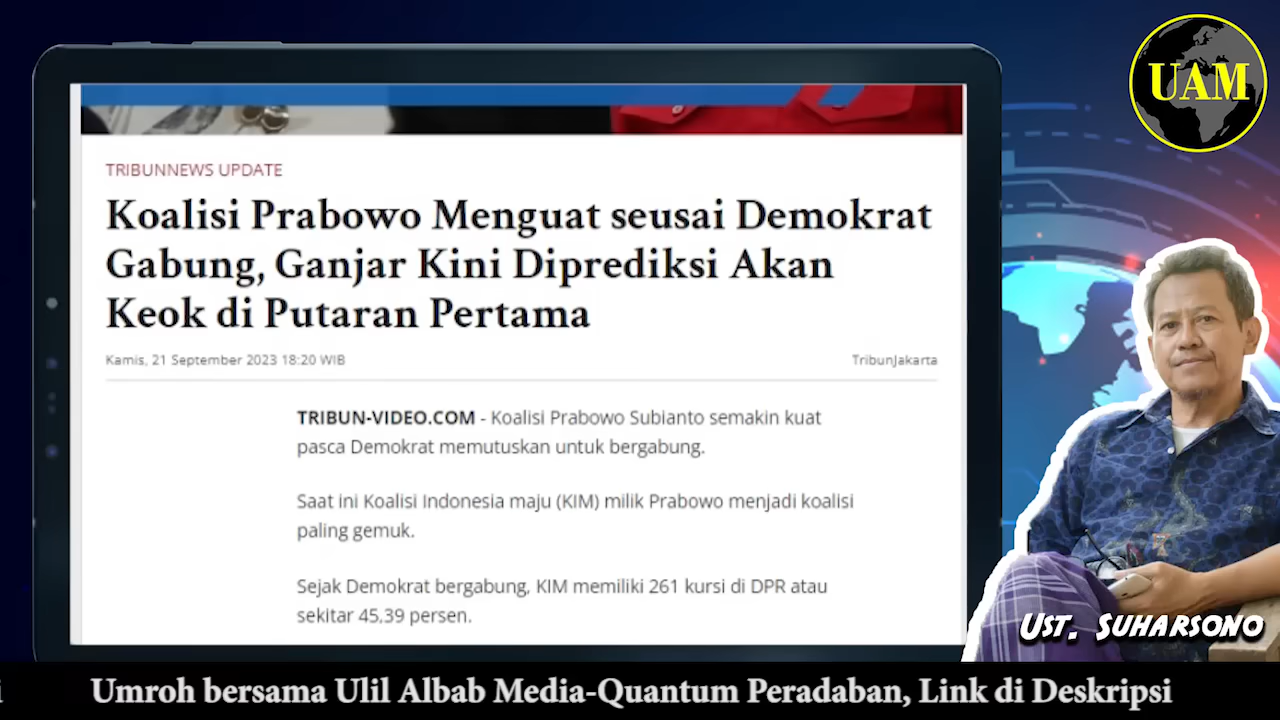 UAM
TRIBUNNEWS UPDATE
Koalisi Prabowo Menguat seusai Demokrat
Gabung, Ganjar Kini Diprediksi Akan
Keok di Putaran Pertama
Kamis, 21 September 2023 18:20 WIB
TribunJakarta
TRIBUN-VIDEO.COM - Koalisi Prabowo Subianto semakin kuat
pasca Demokrat memutuskan untuk bergabung.
Saat ini Koalisi Indonesia maju (KIM) milik Prabowo menjadi koalisi
paling gemuk.
Sejak Demokrat bergabung, KIM memiliki 261 kursi di DPR atau
sekitar 45,39 persen.
UST. SUHARSONO
i Umroh bersama Ulil Albab Media-Quantum Peradaban, Link di Deskripsi